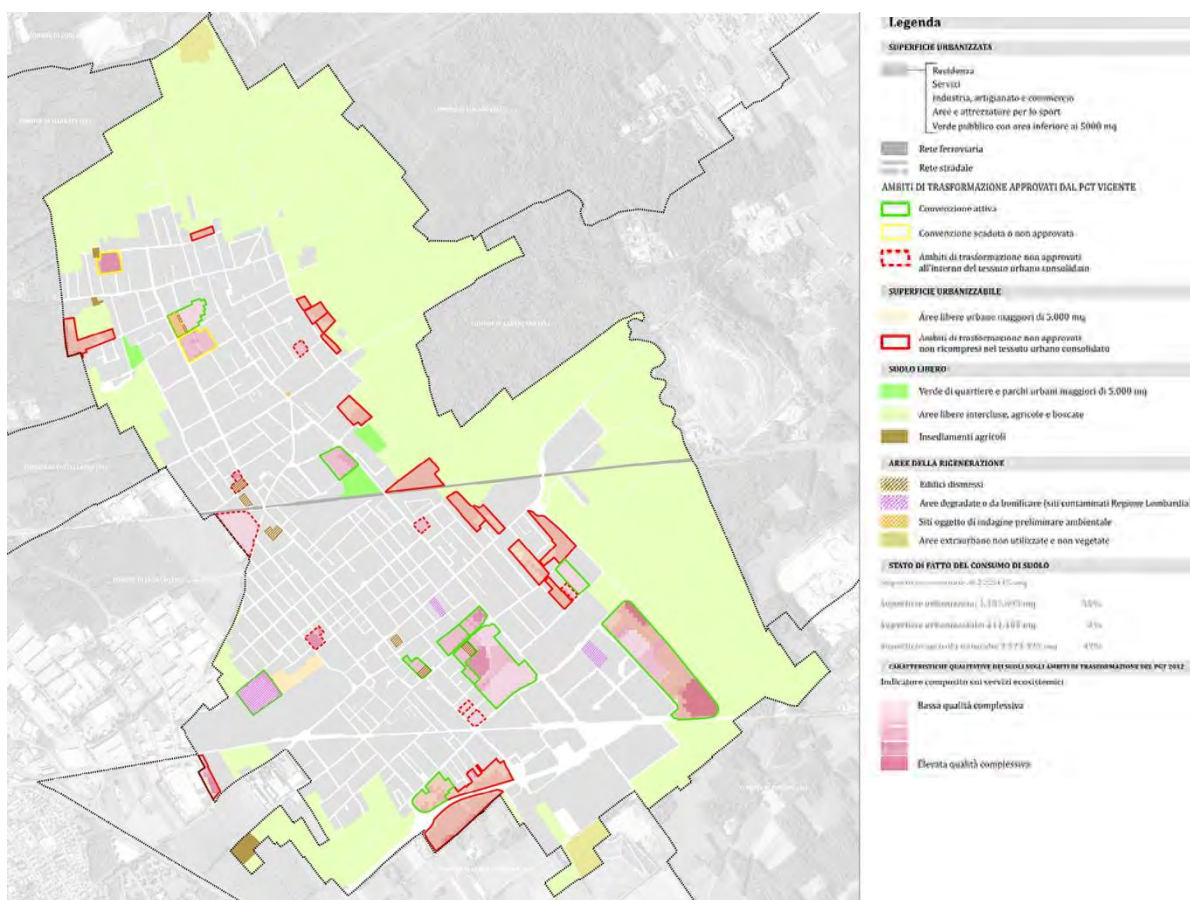 Legenda
SUPERFICIE URBANIZZATA
Residenza
Servizi
Industria, artigianato e commercio
Aree e attrezzature per lo sport
Verde pubblico con area inferiore ai 5000 mq
Rete ferroviaria
Rete stradale
AMBITI DI TRASFORMAZIONE APPROVATI DAL PGT VIGENTE
Convenzione attiva
Convenzione scaduta o non approvata
Ambiti di trasformazione non approvati
all'interno del tessuto urbano consolidato
SUPERFICIE URBANIZZABILE
Aree libere urbane maggiori di 5.000 mq
Ambiti di trasformazione non approvati
non ricompresi nel tessuto urbano consolidato
SUOLO LIBERO
Verde di quartiere e parchi urbani maggiori di 5.000 mq
Aree libere intercluse, agricole e boscate
Insediamenti agricoli
AREE DELLA RIGENERAZIONE
Edifici dismessi
Aree degradate o da bonificare (siti contaminati Regione Lombardia)
Siti oggetto di indagine preliminare ambientale
Aree extraurbane non utilizzate e non vegetate
STATO DI FATTO DEL CONSUMO DI SUOLO
CARATTERISTICHE QUALITATIVE DEI SUOLI SUGLI AMBITI DI TRASFORMAZIONE DEL PGT 2012
Indicatore composito sui servizi ecosistemici
Bassa qualità complessiva
Elevata qualità complessiva